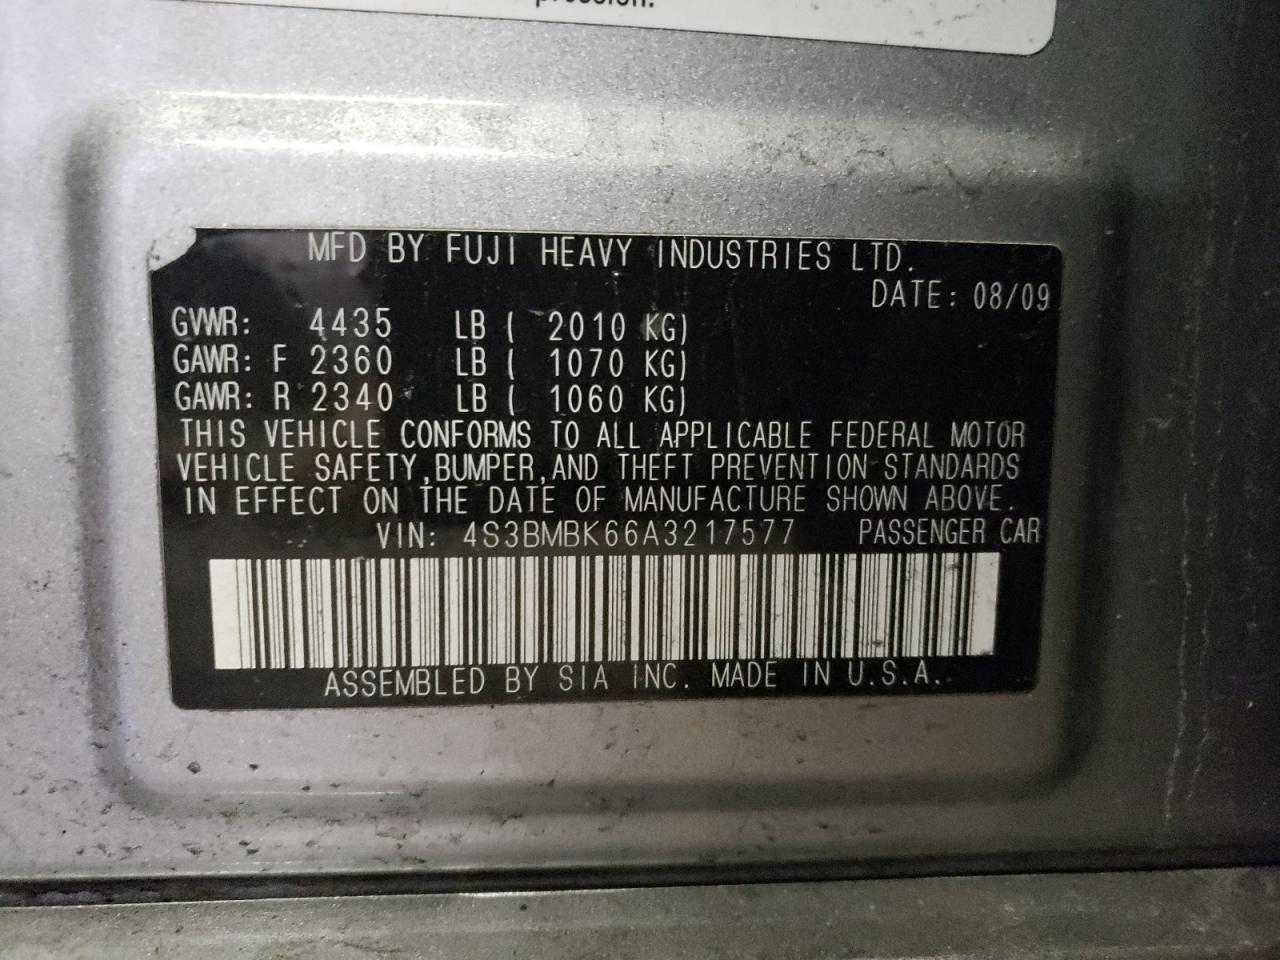 MFD BY FUJI HEAVY INDUSTRIES LTD.
DATE: 08/09
GVWR: 4435 LB ( 2010 KG)
GAWR: F 2360 LB ( 1070 KG)
GAWR: R 2340 LB ( 1060 KG)
THIS VEHICLE CONFORMS TO ALL APPLICABLE FEDERAL MOTOR
VEHICLE SAFETY,BUMPER,AND THEFT PREVENTION STANDARDS
IN EFFECT ON THE DATE OF MANUFACTURE SHOWN ABOVE.
VIN: 4S3BMBK66A3217577 PASSENGER CAR
ASSEMBLED BY SIA INC. MADE IN U.S.A.